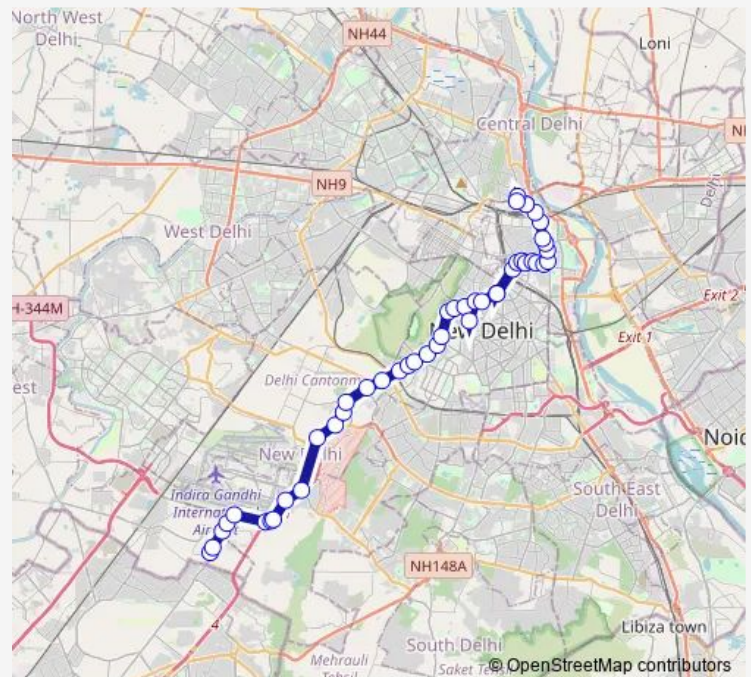 North West
Delhi
NH44
Loni
Central Delhi
NH9
Delhi
West Delhi
H-344M
New Delhi
Exit 2
Exit 1
est
Delhi Cantonm
Noid
New Delhi
Indira Gandhi
Internat
Air t
South East
Delhi
NH148A
4
South Delhi
Libiza town
Mehrauli
Tehsil
Saket Tehsil
© OpenStreetMap contributors